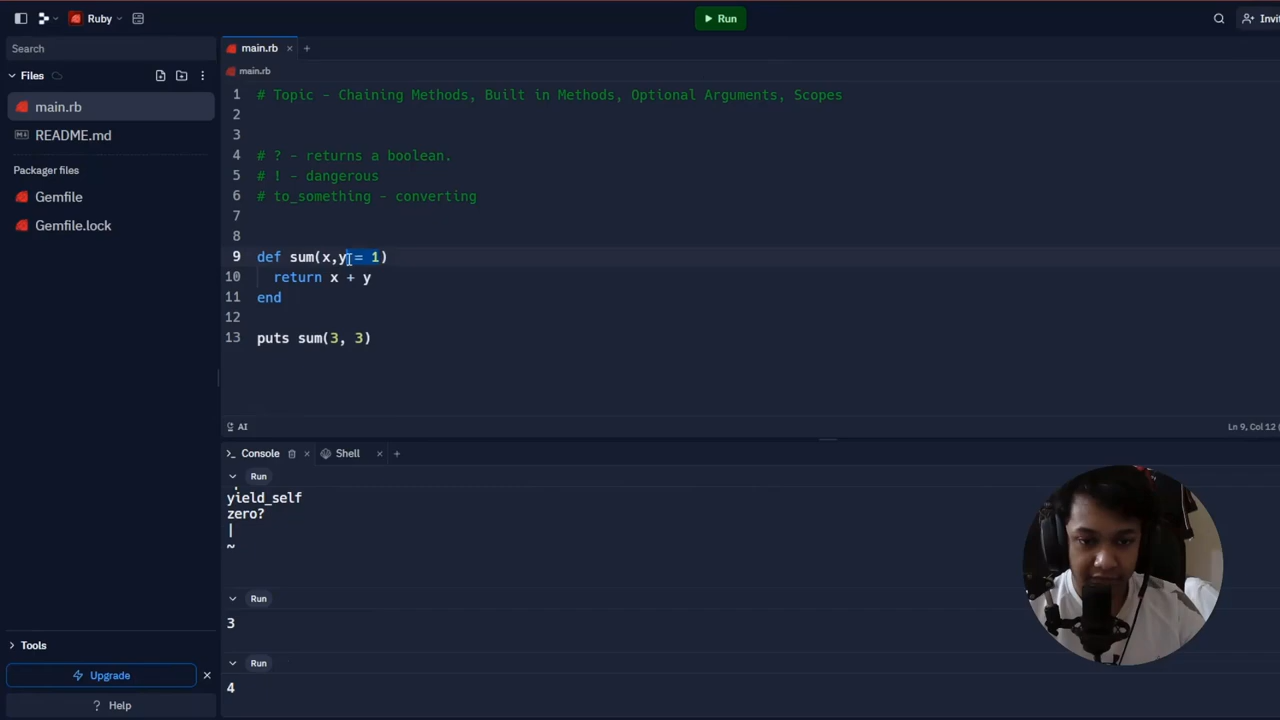 Ruby
Run
Invi
Search
main.rb
Files
main.rb
main.rb
README.md
Packager files
Gemfile
Gemfile.lock
1 # Topic - Chaining Methods, Built in Methods, Optional Arguments, Scopes
2
3
4 # ? - returns a boolean.
5 # ! - dangerous
6 # to_something - converting
7
8
9 def sum(x,y = 1)
10 return x + y
11 end
12
13 puts sum(3, 3)
AI
Ln 9, Col 12 (
>_ Console
Shell
Run
yield_self
zero?
|
~
Run
3
Run
4
Tools
Upgrade
? Help